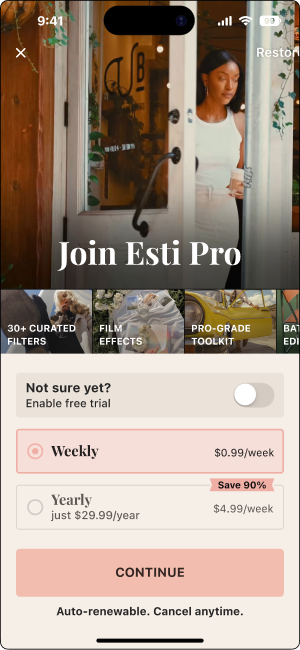 9:41
99
Restor
Join Esti Pro
30+ CURATED
FILTERS
FILM
EFFECTS
PRO-GRADE
TOOLKIT
BAT
EDI
Not sure yet?
Enable free trial
Weekly
$0.99/week
Save 90%
Yearly
just $29.99/year
$4.99/week
CONTINUE
Auto-renewable. Cancel anytime.